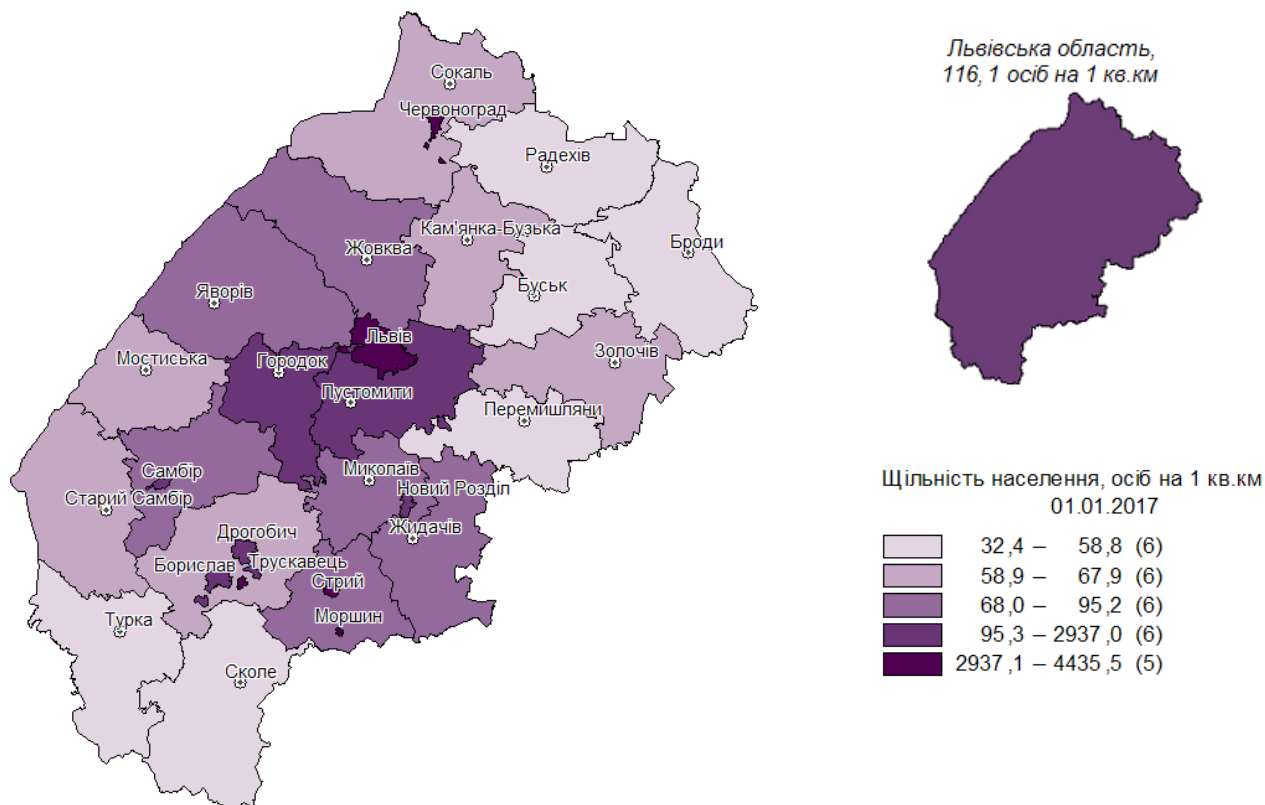 Львівська область,
116,1 осіб на 1 кв.км
Сокаль
Червоноград
Радехів
Кам'янка-Бузька
Броди
Жовква
Буськ
Яворів
Львів
Золочів
Мостиська
Городок
Пустомити
Перемишляни
Самбір
Миколаїв
Новий Розділ
Старий Самбір
Дрогобич
Жидачів
Борислав
Трускавець
Стрий
Моршин
Турка
Сколе
Щільність населення, осіб на 1 кв.км
01.01.2017
32,4 – 58,8 (6)
58,9 – 67,9 (6)
68,0 – 95,2 (6)
95,3 – 2937,0 (6)
2937,1 – 4435,5 (5)